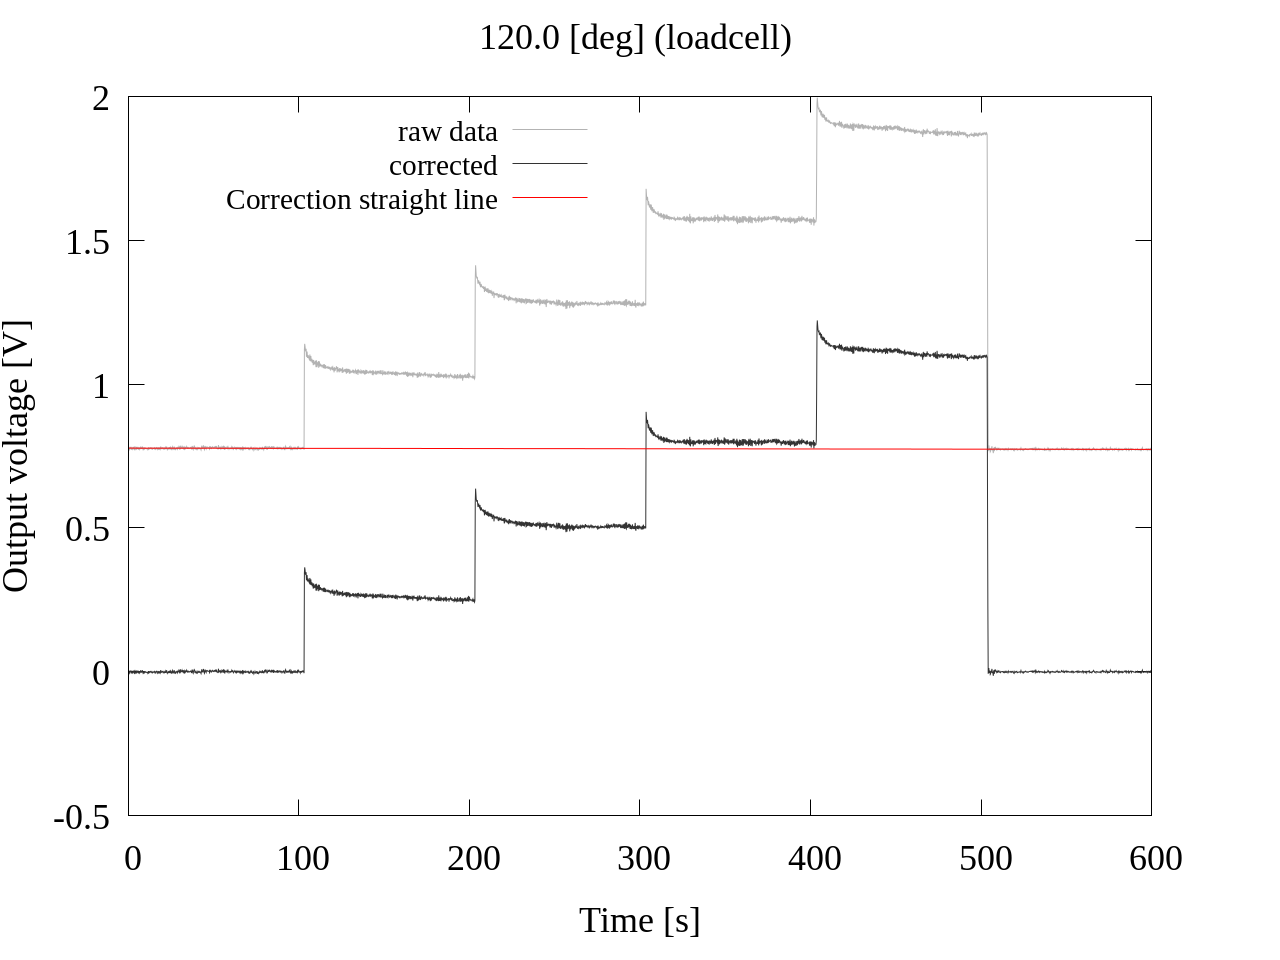 120.0 [deg] (loadcell)
2
1.5
1
0.5
0
-0.5
raw data
corrected
Correction straight line
Output voltage [V]
0 100 200 300 400 500 600
Time [s]